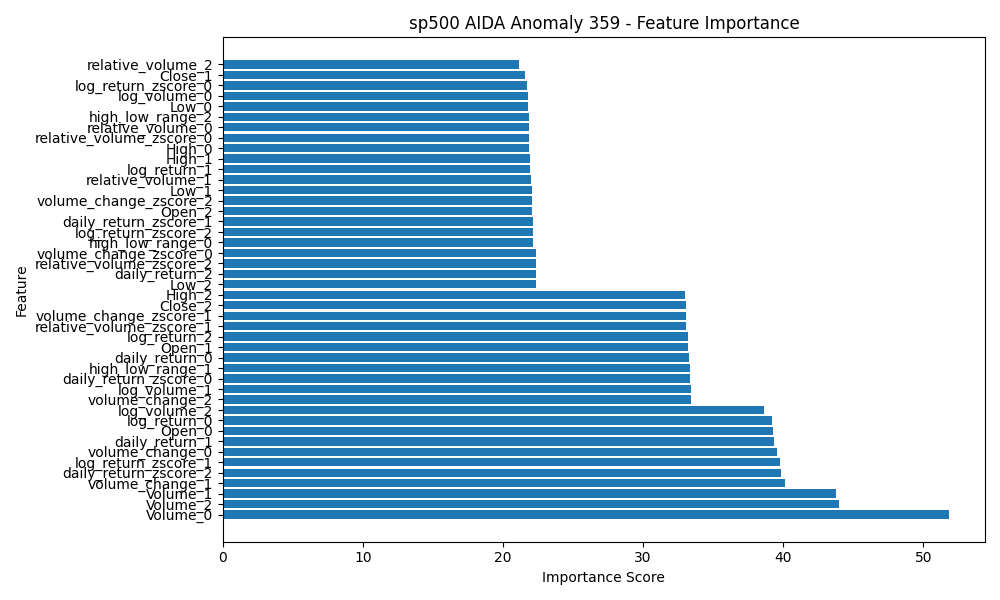 sp500 AIDA Anomaly 359 - Feature Importance
relative_volume_2
Close_1
log_return_zscore_0
log_volume_0
Low_0
high_low_range_2
relative_volume_0
relative_volume_zscore_0
High_0
High_1
log_return_1
relative_volume_1
Low_1
volume_change_zscore_2
Open_2
daily_return_zscore_1
log_return_zscore_2
high_low_range_0
volume_change_zscore_0
relative_volume_zscore_2
daily_return_2
Low_2
High_2
Close_2
volume_change_zscore_1
relative_volume_zscore_1
log_return_2
Open_1
daily_return_0
high_low_range_1
daily_return_zscore_0
log_volume_1
volume_change_2
log_volume_2
log_return_0
Open_0
daily_return_1
volume_change_0
log_return_zscore_1
daily_return_zscore_2
volume_change_1
Volume_1
Volume_2
Volume_0
Feature
0 10 20 30 40 50
Importance Score